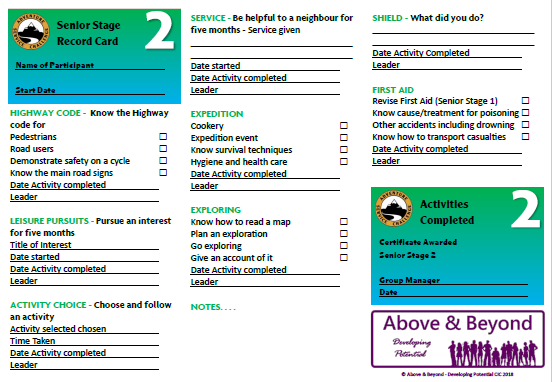 Senior Stage
Record Card
2
Name of Participant
Start Date
HIGHWAY CODE - Know the Highway
code for
Pedestrians
Road users
Demonstrate safety on a cycle
Know the main road signs
Date Activity completed
Leader
LEISURE PURSUITS - Pursue an interest
for five months
Title of Interest
Date started
Date Activity completed
Leader
ACTIVITY CHOICE - Choose and follow
an activity
Activity selected chosen
Time Taken
Date Activity completed
Leader
SERVICE - Be helpful to a neighbour for
five months - Service given
Date started
Date Activity completed
Leader
EXPEDITION
Cookery
Expedition event
Know survival techniques
Hygiene and health care
Date Activity completed
Leader
EXPLORING
Know how to read a map
Plan an exploration
Go exploring
Give an account of it
Date Activity completed
Leader
NOTES. . . .
SHIELD - What did you do?
Date Activity Completed
Leader
FIRST AID
Revise First Aid (Senior Stage 1)
Know cause/treatment for poisoning
Other accidents including drowning
Know how to transport casualties
Date Activity completed
Leader
ADVENTURE
SERVICE CHALLENGE
Activities
Completed
2
Certificate Awarded
Senior Stage 2
Group Manager
Date
Above & Beyond
Developing
Potential
© Above & Beyond - Developing Potential CIC 2018